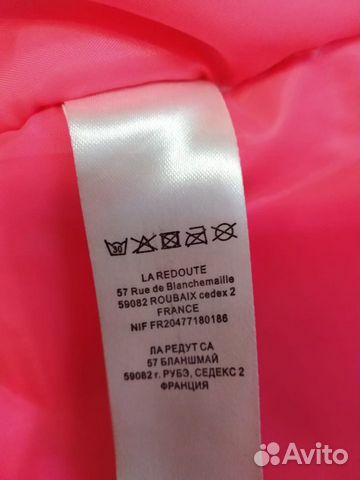 30
LA REDOUTE
57 Rue de Blanchemaille
59082 ROUBAIX cedex 2
FRANCE
NIF FR20477180186
ЛА РЕДУТ СА
57 БЛАНШМАЙ
59082 г. РУБЭ, СЕДЕКС 2
ФРАНЦИЯ
Avito